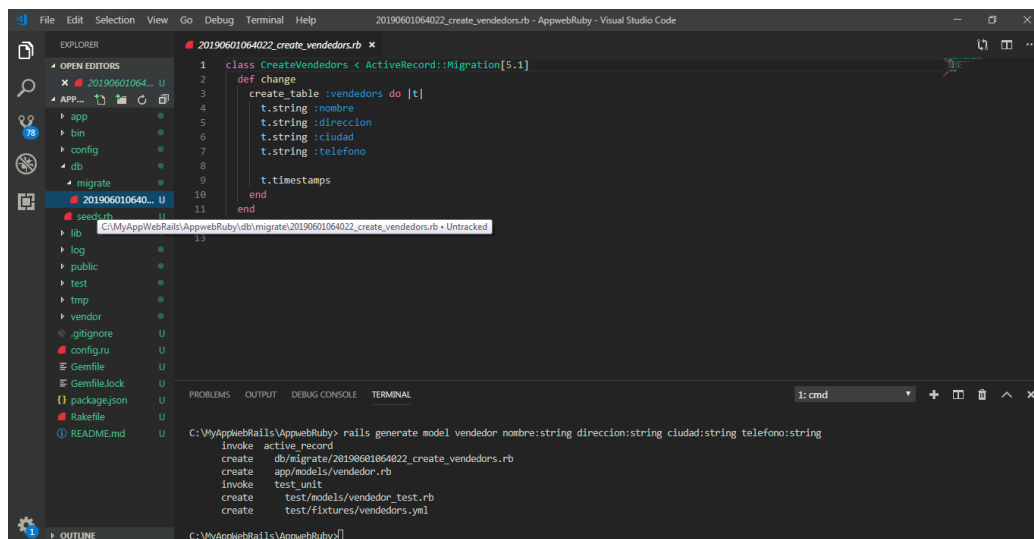 File Edit Selection View Go Debug Terminal Help 20190601064022_create_vendedors.rb - AppwebRuby - Visual Studio Code
EXPLORER
OPEN EDITORS
20190601064... U
APP...
app
bin
78
config
db
migrate
201906010640... U
seeds.rb U
C:\MyAppWebRails\AppwebRuby\db\migrate\20190601064022_create_vendedors.rb • Untracked
lib
log
public
test
tmp
vendor
.gitignore U
config.ru U
Gemfile U
Gemfile.lock U
{} package.json U
Rakefile U
README.md U
1
OUTLINE
20190601064022_create_vendedors.rb ×
1 class CreateVendedors < ActiveRecord::Migration[5.1]
2 def change
3 create_table :vendedors do |t|
4 t.string :nombre
5 t.string :direccion
6 t.string :ciudad
7 t.string :telefono
8
9 t.timestamps
10 end
11 end
13
PROBLEMS OUTPUT DEBUG CONSOLE TERMINAL 1: cmd
C:\MyAppWebRails\AppwebRuby> rails generate model vendedor nombre:string direccion:string ciudad:string telefono:string
invoke active_record
create db/migrate/20190601064022_create_vendedors.rb
create app/models/vendedor.rb
invoke test_unit
create test/models/vendedor_test.rb
create test/fixtures/vendedors.yml
C:\MyAppWebRails\AppwebRuby>